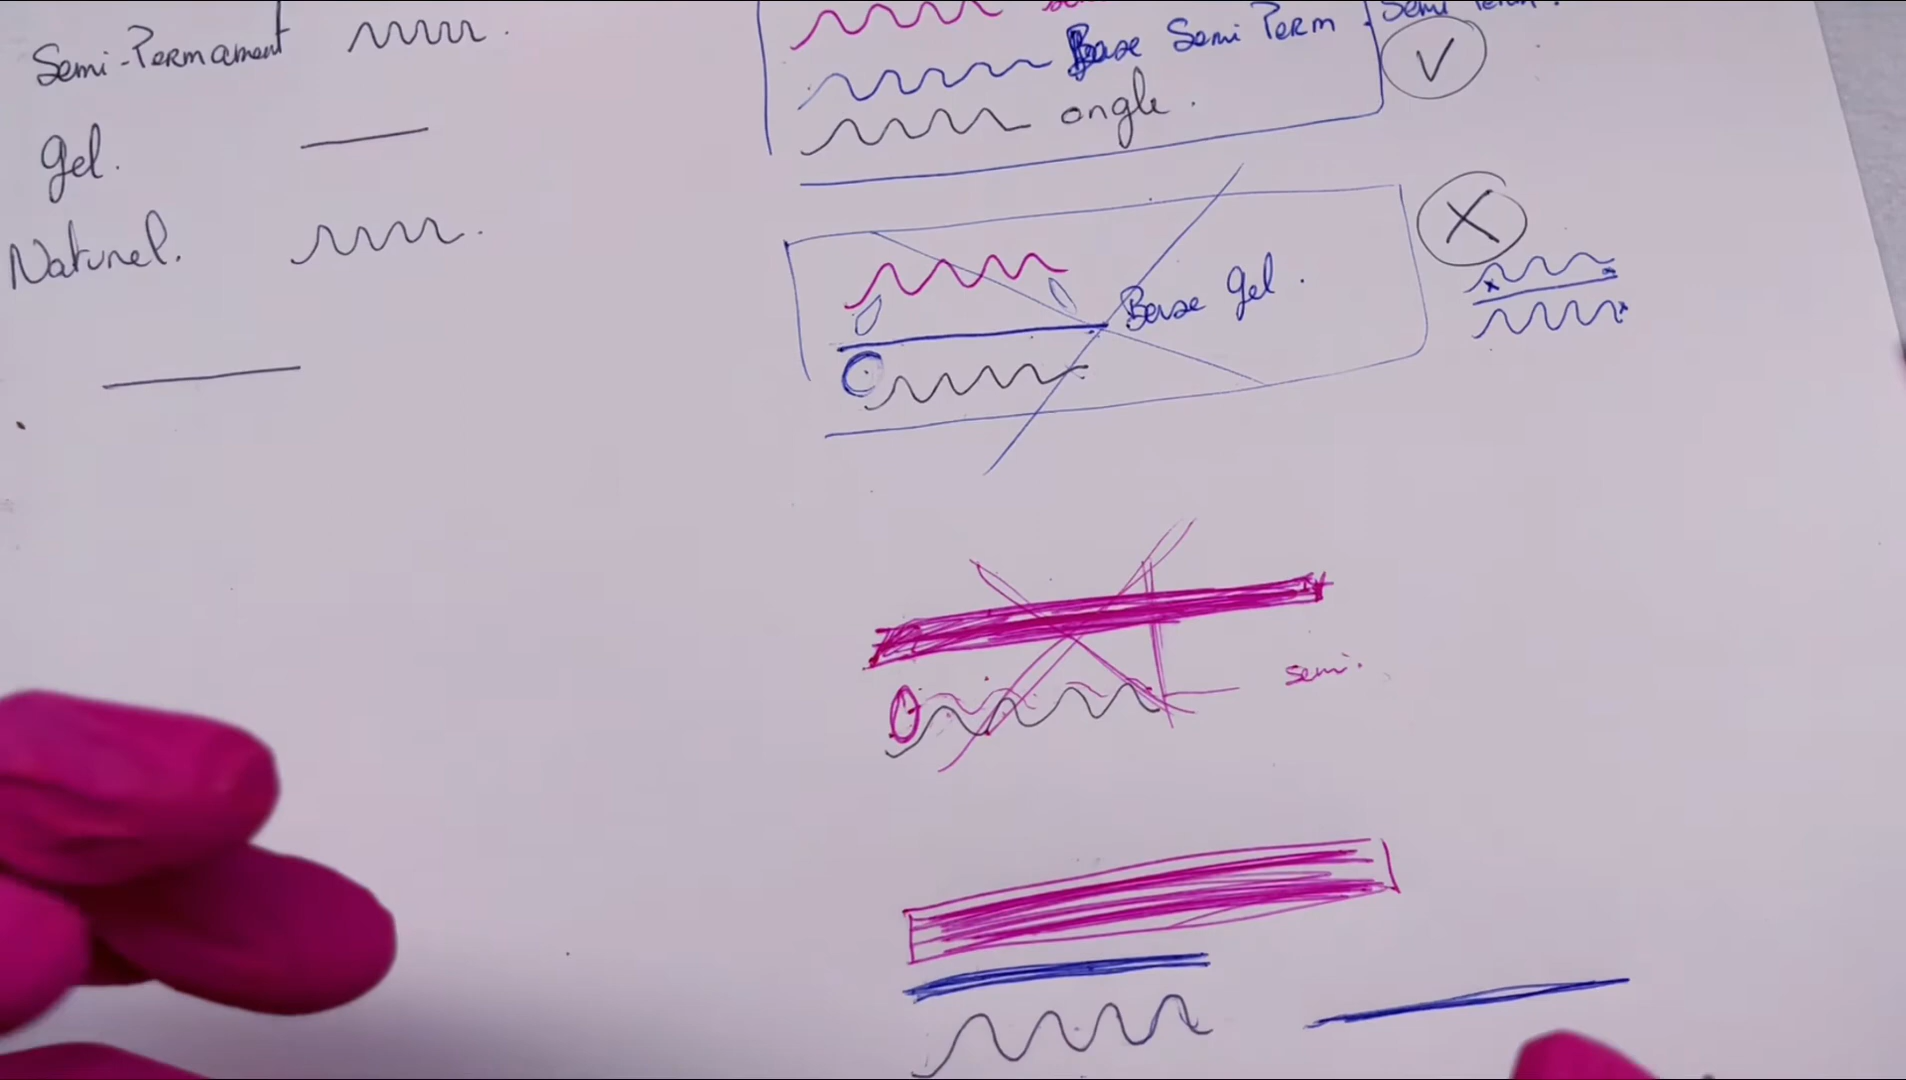 Semi-Permament
Gel.
Naturel.
Base Semi Perm
ongle.
V
X
Base Gel.
semi.